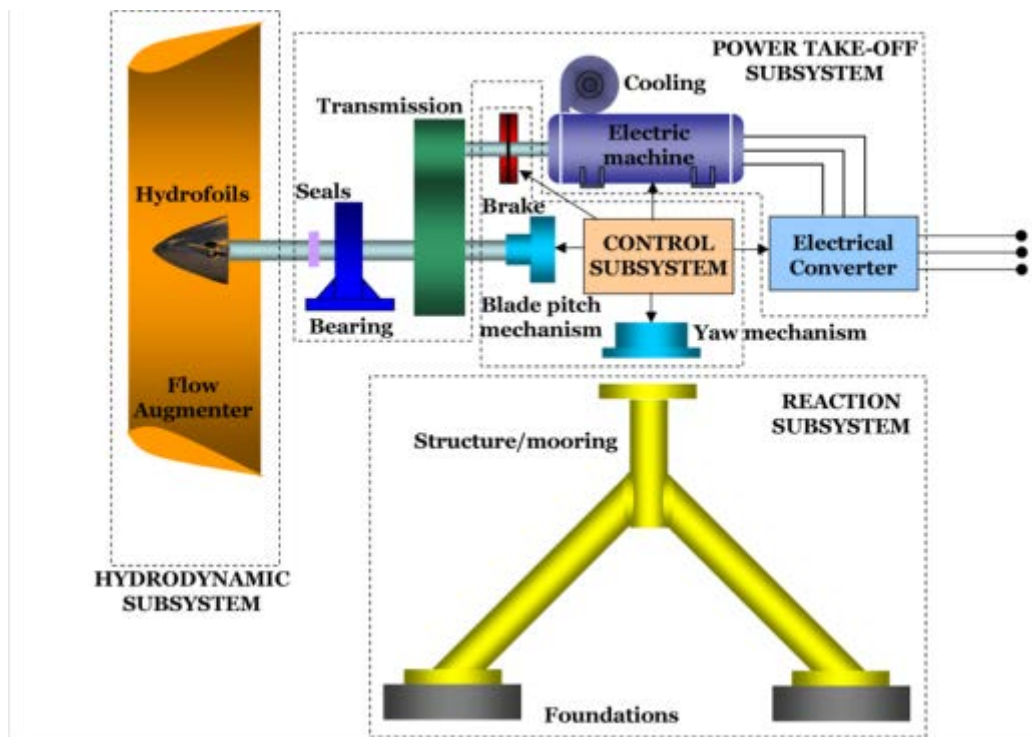 POWER TAKE-OFF
SUBSYSTEM
Cooling
Transmission
Electric
machine
Hydrofoils
Seals
Brake
CONTROL
SUBSYSTEM
Electrical
Converter
Bearing
Blade pitch
mechanism
Yaw mechanism
Flow
Augmenter
REACTION
SUBSYSTEM
Structure/mooring
HYDRODYNAMIC
SUBSYSTEM
Foundations